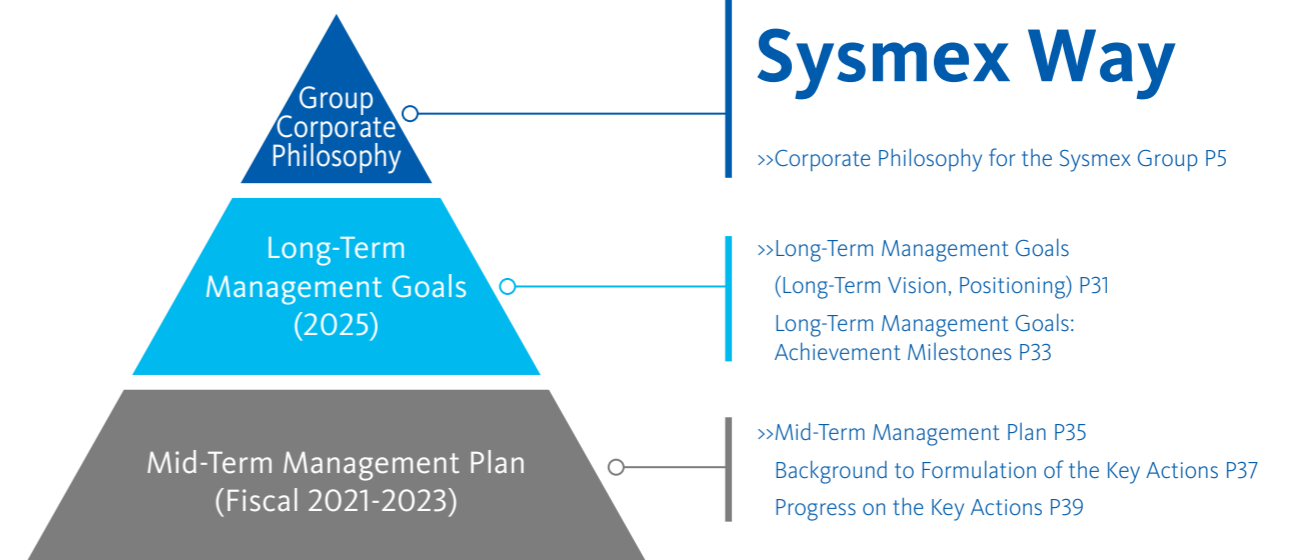 Group
Corporate
Philosophy
Sysmex Way
>>Corporate Philosophy for the Sysmex Group P5
Long-Term
Management Goals
(2025)
>>Long-Term Management Goals
(Long-Term Vision, Positioning) P31
Long-Term Management Goals:
Achievement Milestones P33
Mid-Term Management Plan
(Fiscal 2021-2023)
>>Mid-Term Management Plan P35
Background to Formulation of the Key Actions P37
Progress on the Key Actions P39